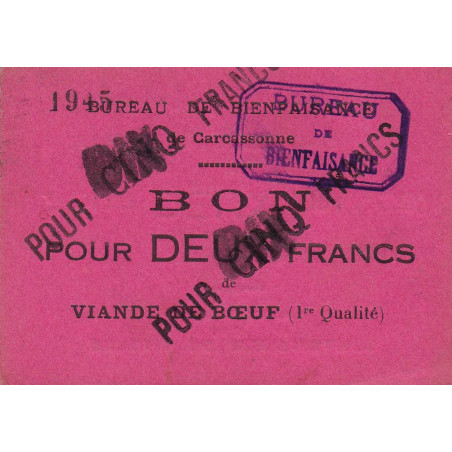 1945
BUREAU DE BIENFAISANCE
de Carcassonne
BUREAU
DE
BIENFAISANCE
POUR CINQ FRANCS
BON
POUR DEUX FRANCS
de
VIANDE DE BŒUF (1re Qualité)
POUR CINQ FRANCS